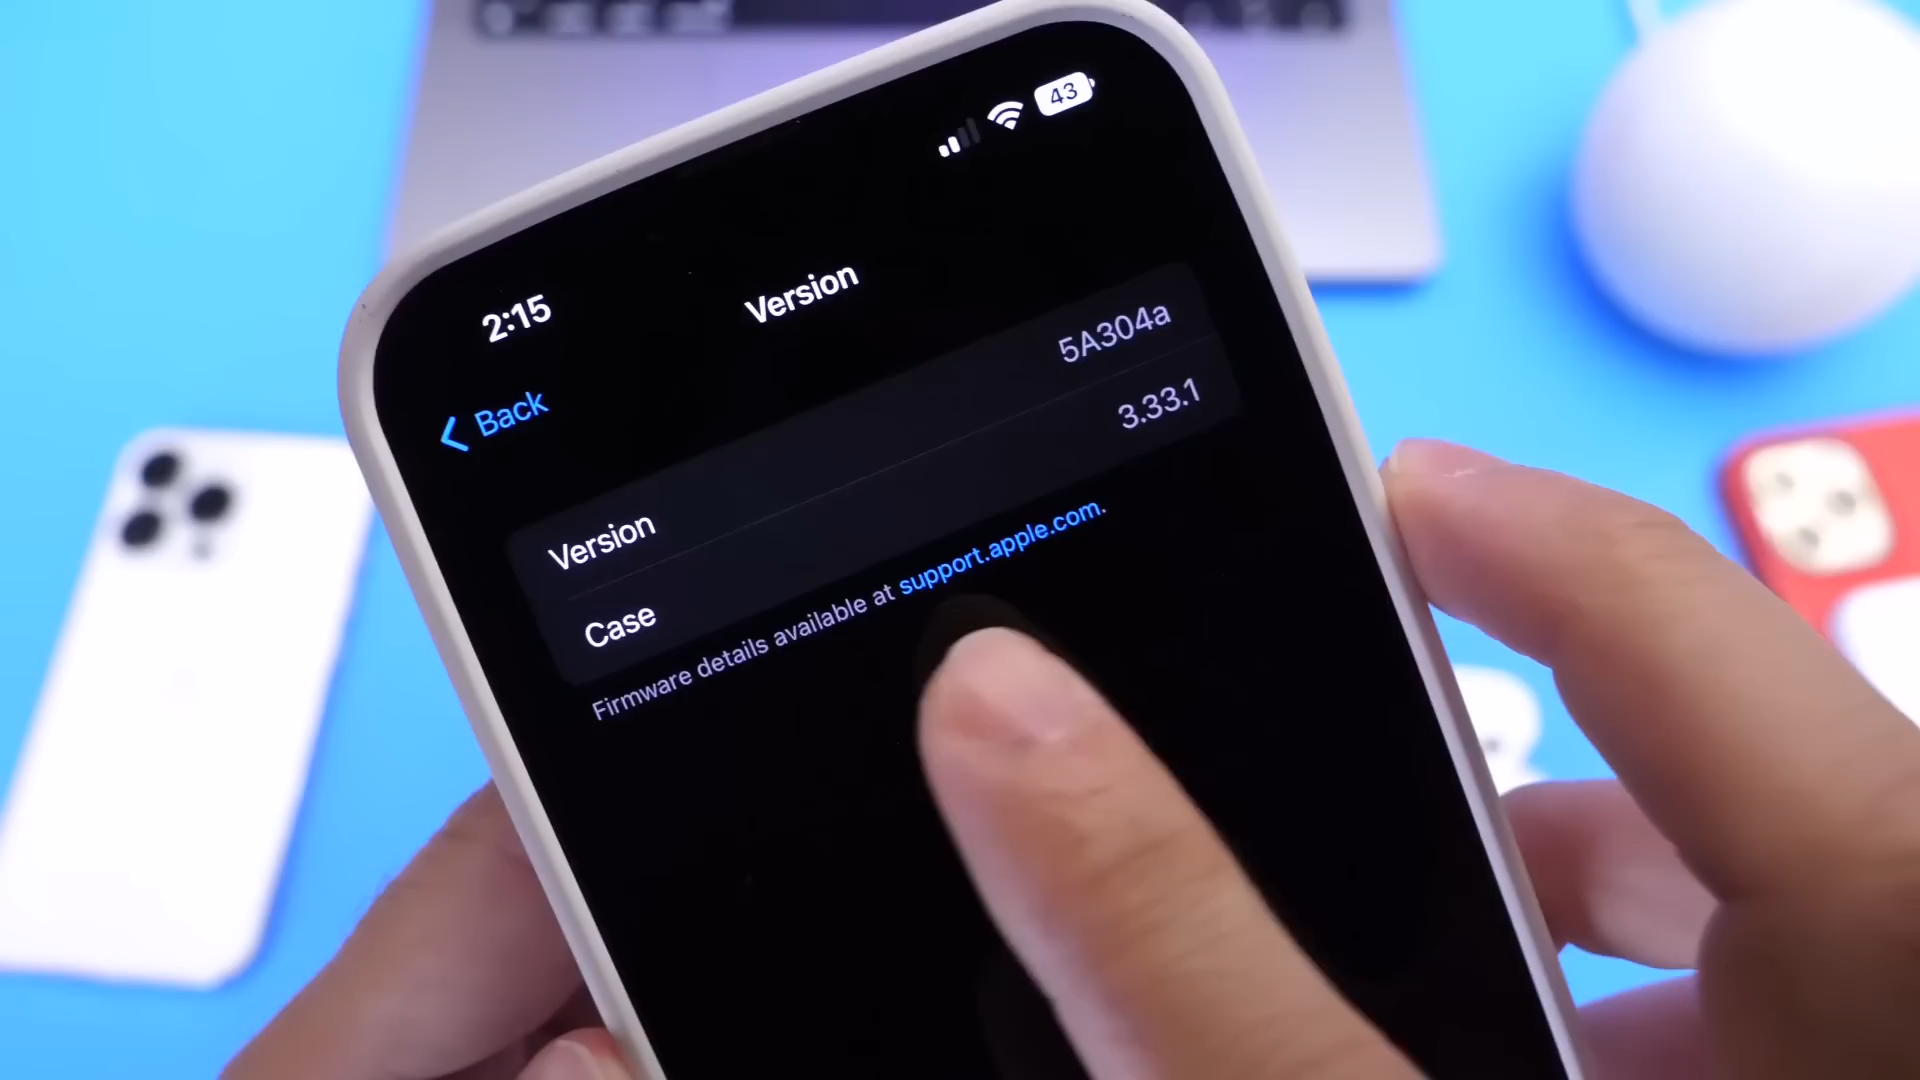 2:15
43
Back
Version
Version 5A304a
Case 3.33.1
Firmware details available at support.apple.com.